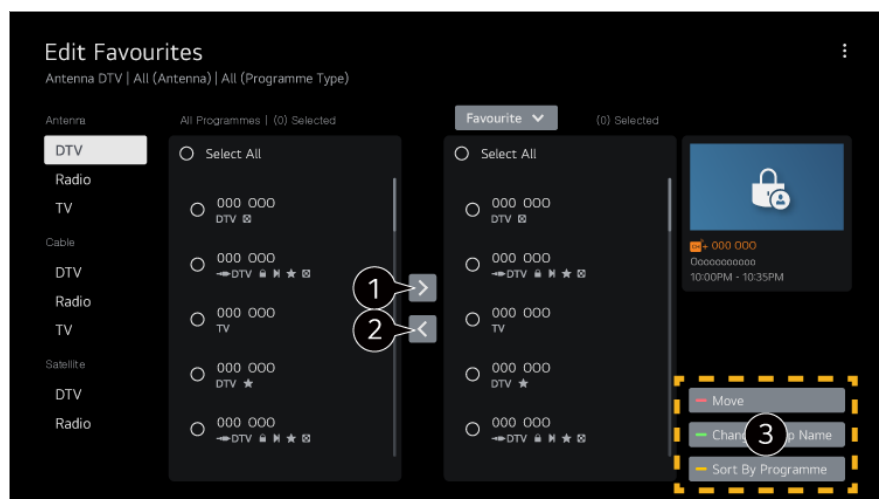 Edit Favourites
Antenna DTV | All (Antenna) | All (Programme Type)
Antenna
DTV
Radio
TV
Cable
DTV
Radio
TV
Satellite
DTV
Radio
All Programmes | (0) Selected
Select All
000 000
DTV
000 000
DTV
000 000
TV
000 000
DTV
000 000
DTV
1
2
Favourite
(0) Selected
Select All
000 000
DTV
000 000
DTV
000 000
TV
000 000
DTV
000 000
DTV
000 000
Oooooooooo
10:00PM - 10:35PM
Move
3
Name
Sort By Programme